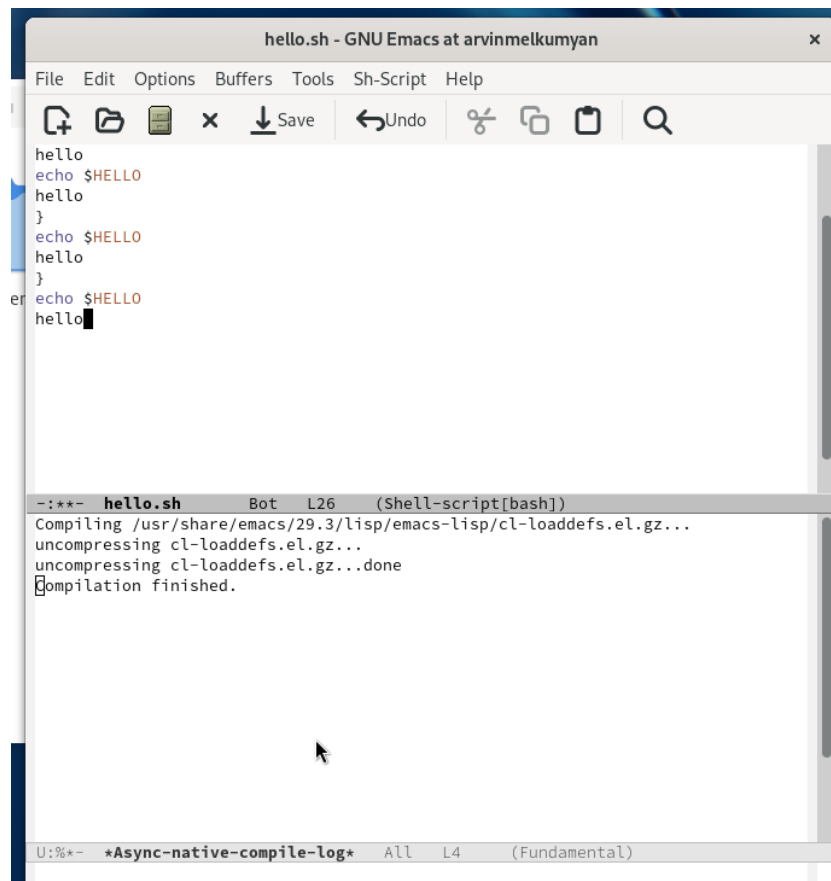 hello.sh - GNU Emacs at arvinmelkumyan ×
File Edit Options Buffers Tools Sh-Script Help
Save Undo
hello
echo $HELLO
hello
}
echo $HELLO
hello
}
er
echo $HELLO
hello
-:**- hello.sh Bot L26 (Shell-script[bash])
Compiling /usr/share/emacs/29.3/lisp/emacs-lisp/cl-loaddefs.el.gz...
uncompressing cl-loaddefs.el.gz...
uncompressing cl-loaddefs.el.gz...done
Compilation finished.
U:%*- *Async-native-compile-log* All L4 (Fundamental)